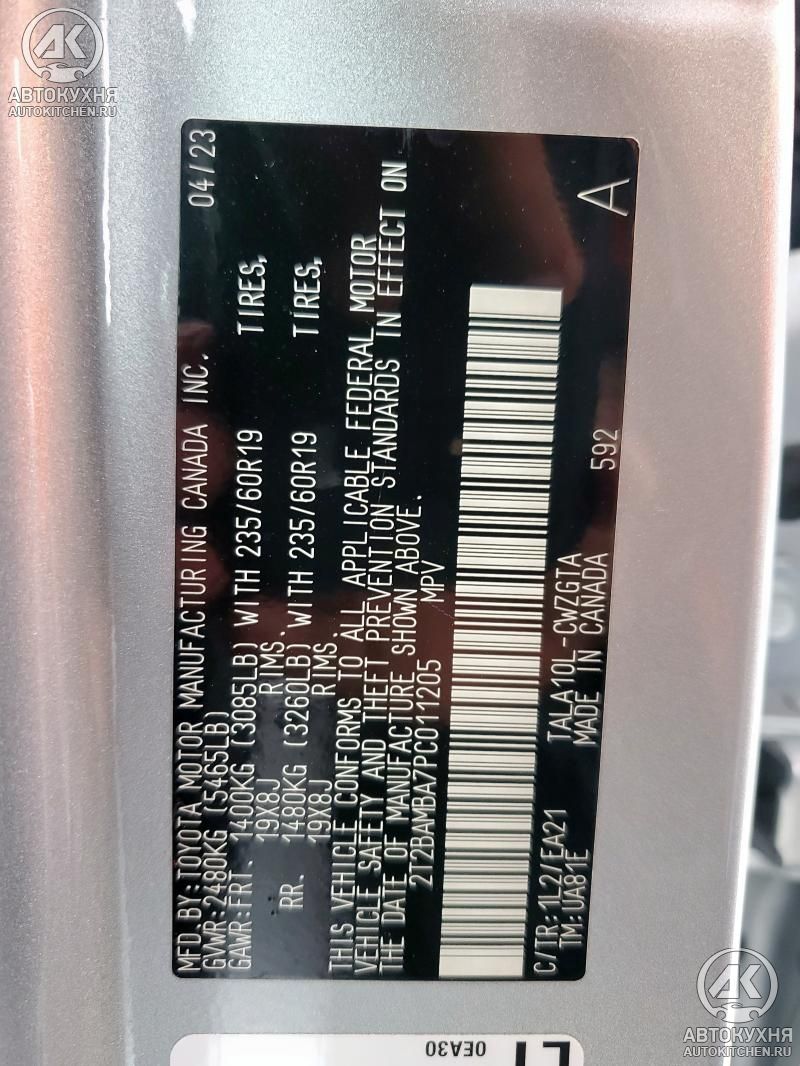 AK
АВТОКУХНЯ
AUTOKITCHEN.RU
MFD.BY:TOYOTA MOTOR MANUFACTURING CANADA INC. 04/23
GVWR:2480KG (5465LB)
GAWR:FRT. 1400KG (3085LB) WITH 235/60R19 TIRES,
19X8J RIMS.
RR. 1480KG (3260LB) WITH 235/60R19 TIRES,
19X8J RIMS.
THIS VEHICLE CONFORMS TO ALL APPLICABLE FEDERAL MOTOR
VEHICLE SAFETY AND THEFT PREVENTION STANDARDS IN EFFECT ON
THE DATE OF MANUFACTURE SHOWN ABOVE.
2T2BAMBA7PC011205 MPV
C/TR:1L2/EA21 TALA10L-CWZGTA
TM:UA81E MADE IN CANADA 592 A
0EA30
AK
АВТОКУХНЯ
AUTOKITCHEN.RU